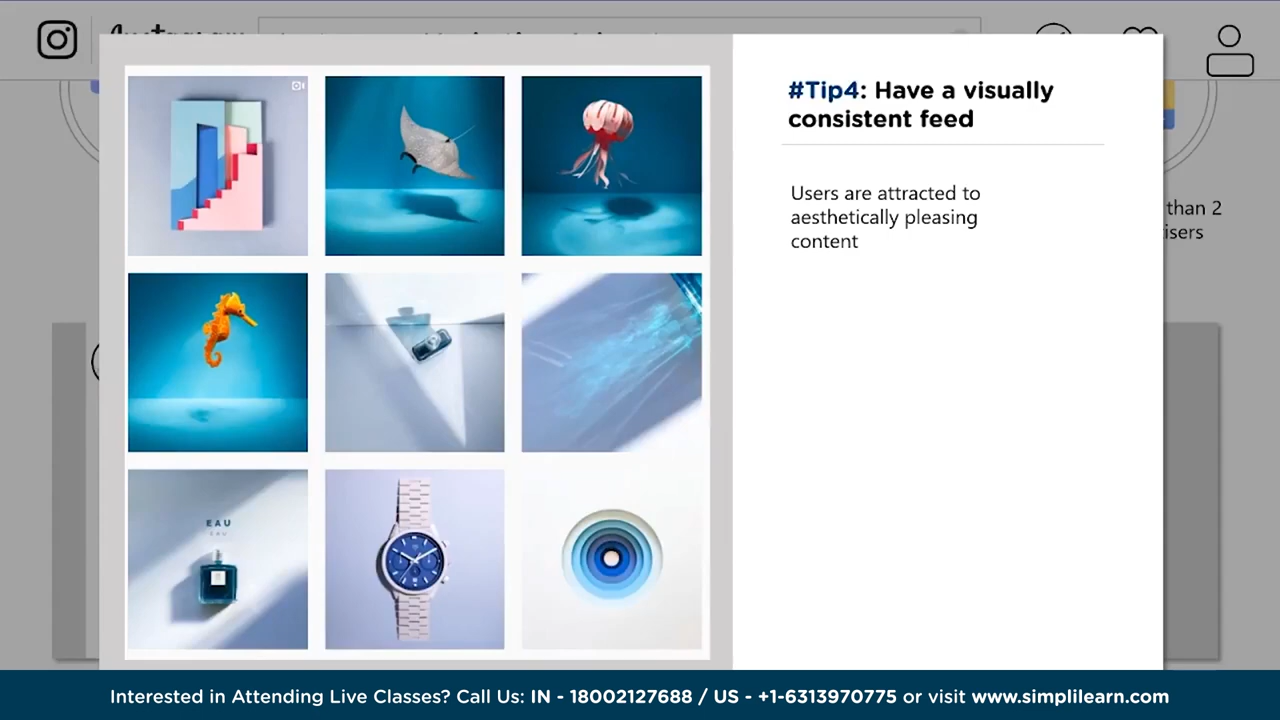 #Tip4: Have a visually
consistent feed
Users are attracted to
aesthetically pleasing
content
than 2
isers
EAU
EAU
Interested in Attending Live Classes? Call Us: IN - 18002127688 / US - +1-6313970775 or visit www.simplilearn.com